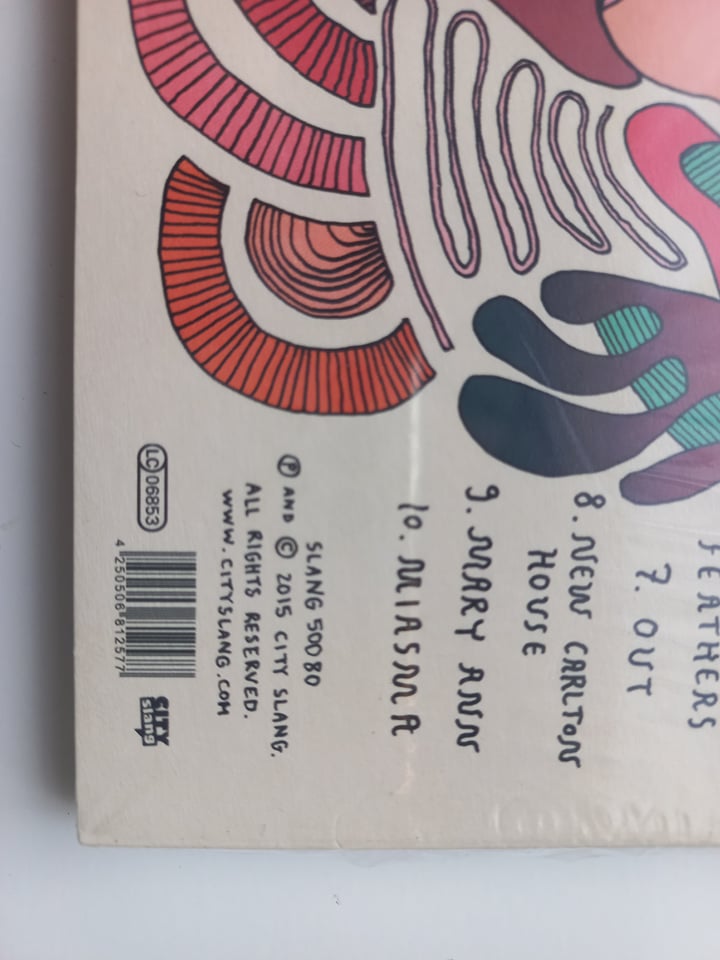 FEATHERS
7. OUT
8. NEW CARLTON
HOUSE
9. MARY ANN
10. MIASMA
SLANG 50080
Ⓟ AND © 2015 CITY SLANG.
ALL RIGHTS RESERVED.
WWW.CITYSLANG.COM
LC 06853
4 250506 812577
CITY
slang